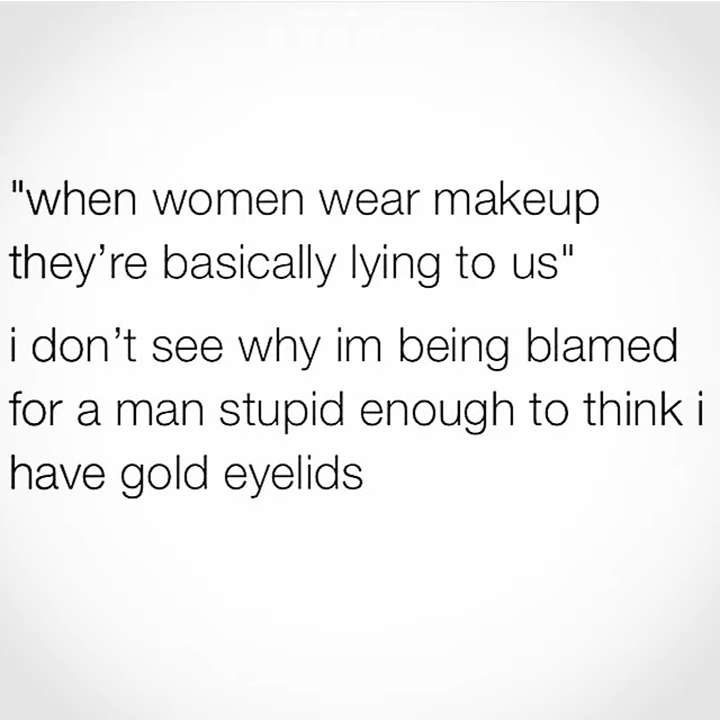 "when women wear makeup
they’re basically lying to us"
i don’t see why im being blamed
for a man stupid enough to think i
have gold eyelids